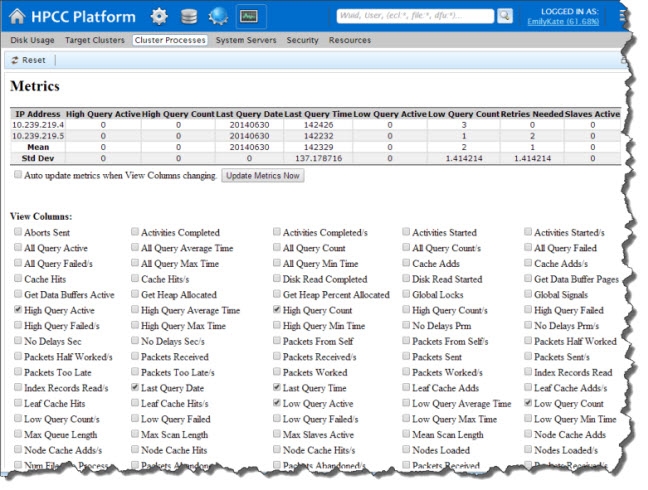 HPCC Platform
Wuid, User, (ecl:*, file:*, dfu:*)...
LOGGED IN AS:
EmilyKate (61.68%)
Disk Usage Target Clusters Cluster Processes System Servers Security Resources
Reset
Metrics
IP Address High Query Active High Query Count Last Query Date Last Query Time Low Query Active Low Query Count Retries Needed Slaves Active
10.239.219.4 0 0 20140630 142426 0 3 0 0
10.239.219.5 0 0 20140630 142232 0 1 2 0
Mean 0 0 20140630 142329 0 2 1 0
Std Dev 0 0 0 137.178716 0 1.414214 1.414214 0
Auto update metrics when View Columns changing. Update Metrics Now
View Columns:
Aborts Sent Activities Completed Activities Completed/s Activities Started Activities Started/s
All Query Active All Query Average Time All Query Count All Query Count/s All Query Failed
All Query Failed/s All Query Max Time All Query Min Time Cache Adds Cache Adds/s
Cache Hits Cache Hits/s Disk Read Completed Disk Read Started Get Data Buffer Pages
Get Data Buffers Active Get Heap Allocated Get Heap Percent Allocated Global Locks Global Signals
High Query Active High Query Average Time High Query Count High Query Count/s High Query Failed
High Query Failed/s High Query Max Time High Query Min Time No Delays Prm No Delays Prm/s
No Delays Sec No Delays Sec/s Packets From Self Packets From Self/s Packets Half Worked
Packets Half Worked/s Packets Received Packets Received/s Packets Sent Packets Sent/s
Packets Too Late Packets Too Late/s Packets Worked Packets Worked/s Index Records Read
Index Records Read/s Last Query Date Last Query Time Leaf Cache Adds Leaf Cache Adds/s
Leaf Cache Hits Leaf Cache Hits/s Low Query Active Low Query Average Time Low Query Count
Low Query Count/s Low Query Failed Low Query Failed/s Low Query Max Time Low Query Min Time
Max Queue Length Max Scan Length Max Slaves Active Mean Scan Length Node Cache Adds
Node Cache Adds/s Node Cache Hits Node Cache Hits/s Nodes Loaded Nodes Loaded/s
Process Packets Abandoned Packets Abandoned/s Packets Received Packets Received/s